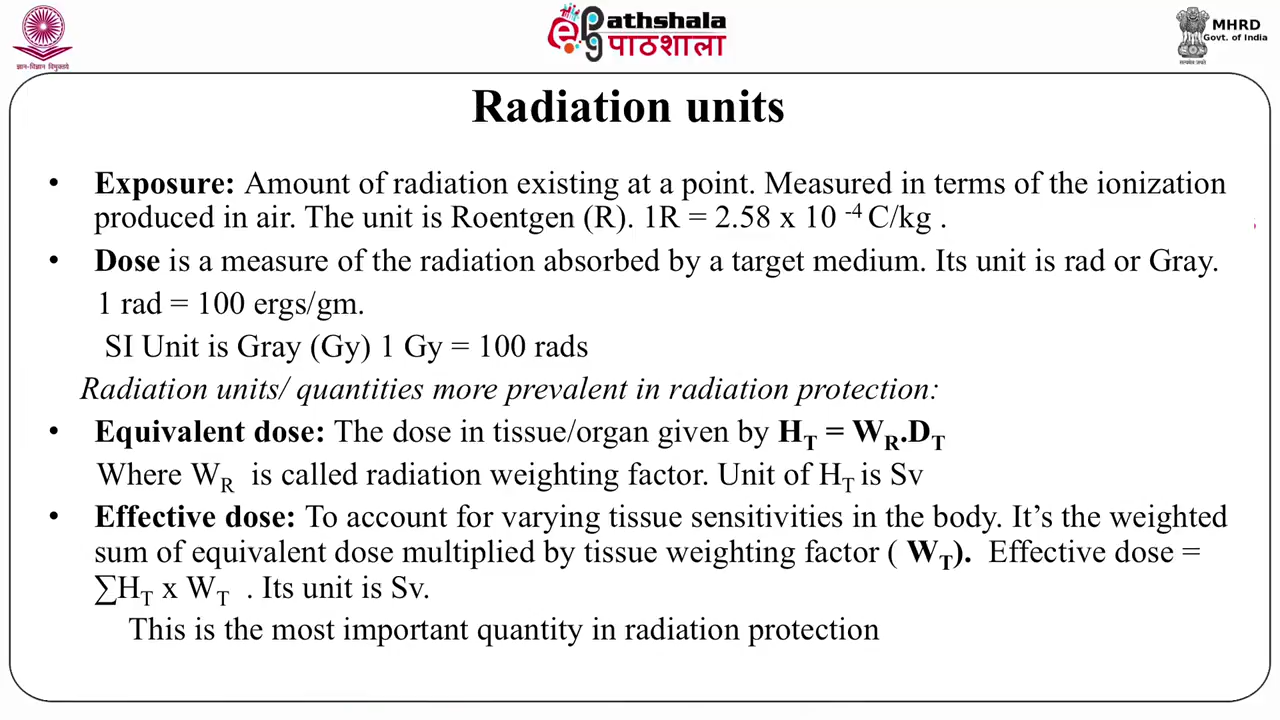 ज्ञान-विज्ञान विमुक्तये
ePathshala
पाठशाला
MHRD
Govt. of India
सत्यमेव जयते
Radiation units
• Exposure: Amount of radiation existing at a point. Measured in terms of the ionization
produced in air. The unit is Roentgen (R). 1R = 2.58 x 10 -4 C/kg .
• Dose is a measure of the radiation absorbed by a target medium. Its unit is rad or Gray.
1 rad = 100 ergs/gm.
SI Unit is Gray (Gy) 1 Gy = 100 rads
Radiation units/ quantities more prevalent in radiation protection:
• Equivalent dose: The dose in tissue/organ given by HT = WR.DT
Where WR is called radiation weighting factor. Unit of HT is Sv
• Effective dose: To account for varying tissue sensitivities in the body. It’s the weighted
sum of equivalent dose multiplied by tissue weighting factor ( WT). Effective dose =
∑HT x WT . Its unit is Sv.
This is the most important quantity in radiation protection